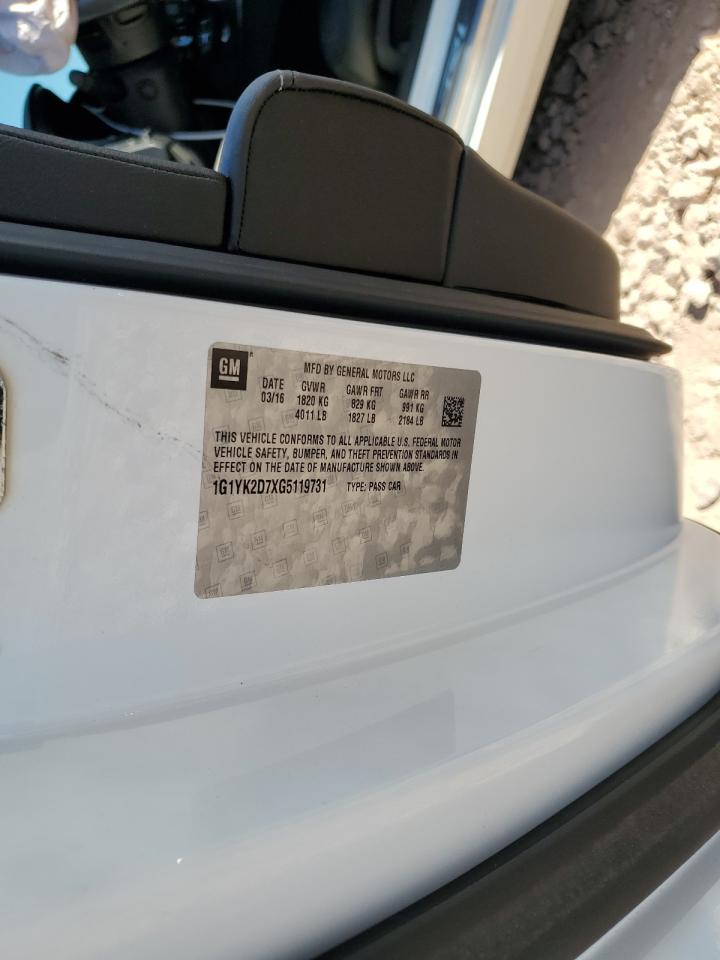 GM
MFD BY GENERAL MOTORS LLC
DATE GVWR GAWR FRT GAWR RR
03/16 1820 KG 829 KG 991 KG
4011 LB 1827 LB 2184 LB
THIS VEHICLE CONFORMS TO ALL APPLICABLE U.S. FEDERAL MOTOR
VEHICLE SAFETY, BUMPER, AND THEFT PREVENTION STANDARDS IN
EFFECT ON THE DATE OF MANUFACTURE SHOWN ABOVE.
1G1YK2D7XG5119731 TYPE: PASS CAR